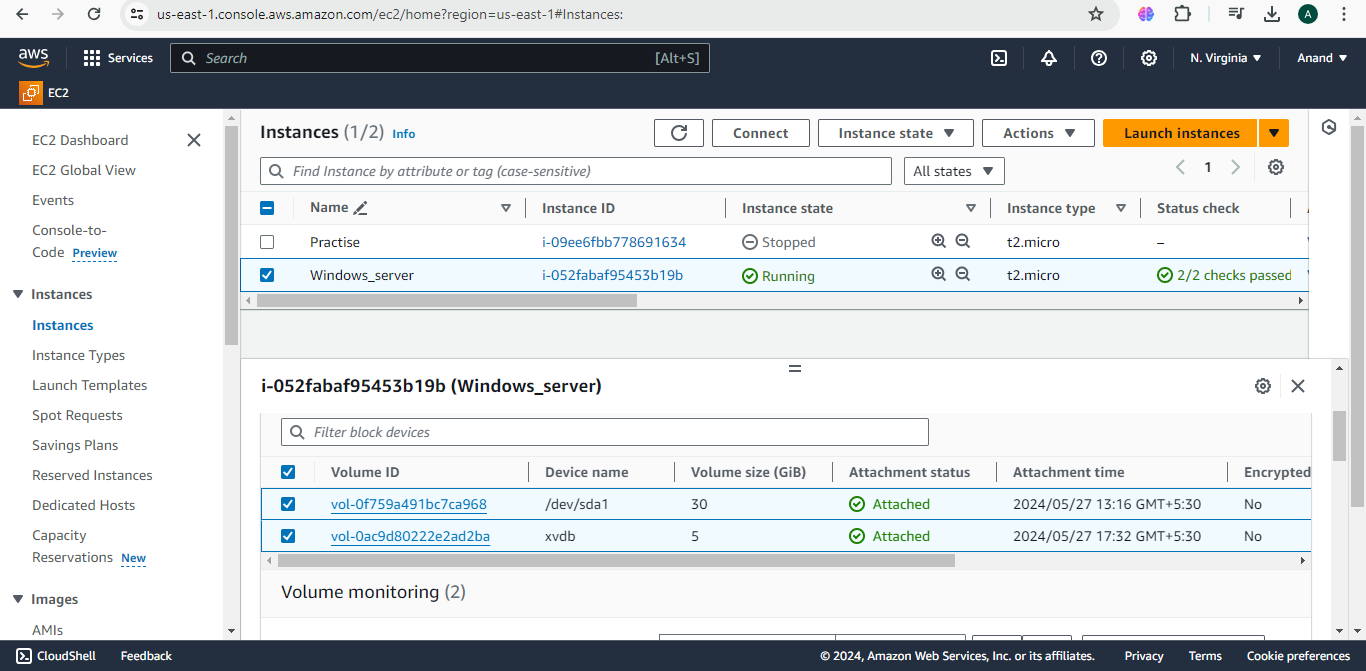 us-east-1.console.aws.amazon.com/ec2/home?region=us-east-1#Instances:
A
aws
Services
Search
[Alt+S]
N. Virginia
Anand
EC2
EC2 Dashboard
EC2 Global View
Events
Console-to-
Code Preview
Instances
Instances
Instance Types
Launch Templates
Spot Requests
Savings Plans
Reserved Instances
Dedicated Hosts
Capacity
Reservations New
Images
AMIs
Instances (1/2) Info
Connect
Instance state
Actions
Launch instances
Find Instance by attribute or tag (case-sensitive)
All states
1
Name Instance ID Instance state Instance type Status check
Practise i-09ee6fbb778691634 Stopped t2.micro –
Windows_server i-052fabaf95453b19b Running t2.micro 2/2 checks passed
i-052fabaf95453b19b (Windows_server)
Filter block devices
Volume ID Device name Volume size (GiB) Attachment status Attachment time Encrypted
vol-0f759a491bc7ca968 /dev/sda1 30 Attached 2024/05/27 13:16 GMT+5:30 No
vol-0ac9d80222e2ad2ba xvdb 5 Attached 2024/05/27 17:32 GMT+5:30 No
Volume monitoring (2)
CloudShell Feedback © 2024, Amazon Web Services, Inc. or its affiliates. Privacy Terms Cookie preferences